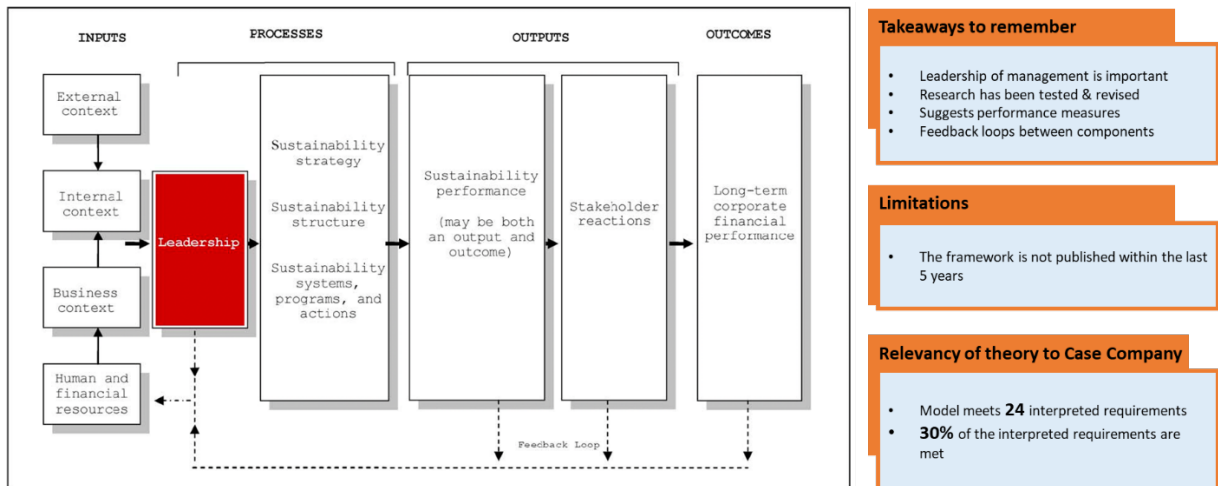 INPUTS
PROCESSES
OUTPUTS
OUTCOMES
External
context
Internal
context
Business
context
Human and
financial
resources
Leadership
Sustainability
strategy
Sustainability
structure
Sustainability
systems,
programs, and
actions
Sustainability
performance
(may be both
an output and
outcome)
Stakeholder
reactions
Long-term
corporate
financial
performance
Feedback Loop
Takeaways to remember
• Leadership of management is important
• Research has been tested & revised
• Suggests performance measures
• Feedback loops between components
Limitations
• The framework is not published within the last
5 years
Relevancy of theory to Case Company
• Model meets 24 interpreted requirements
• 30% of the interpreted requirements are
met